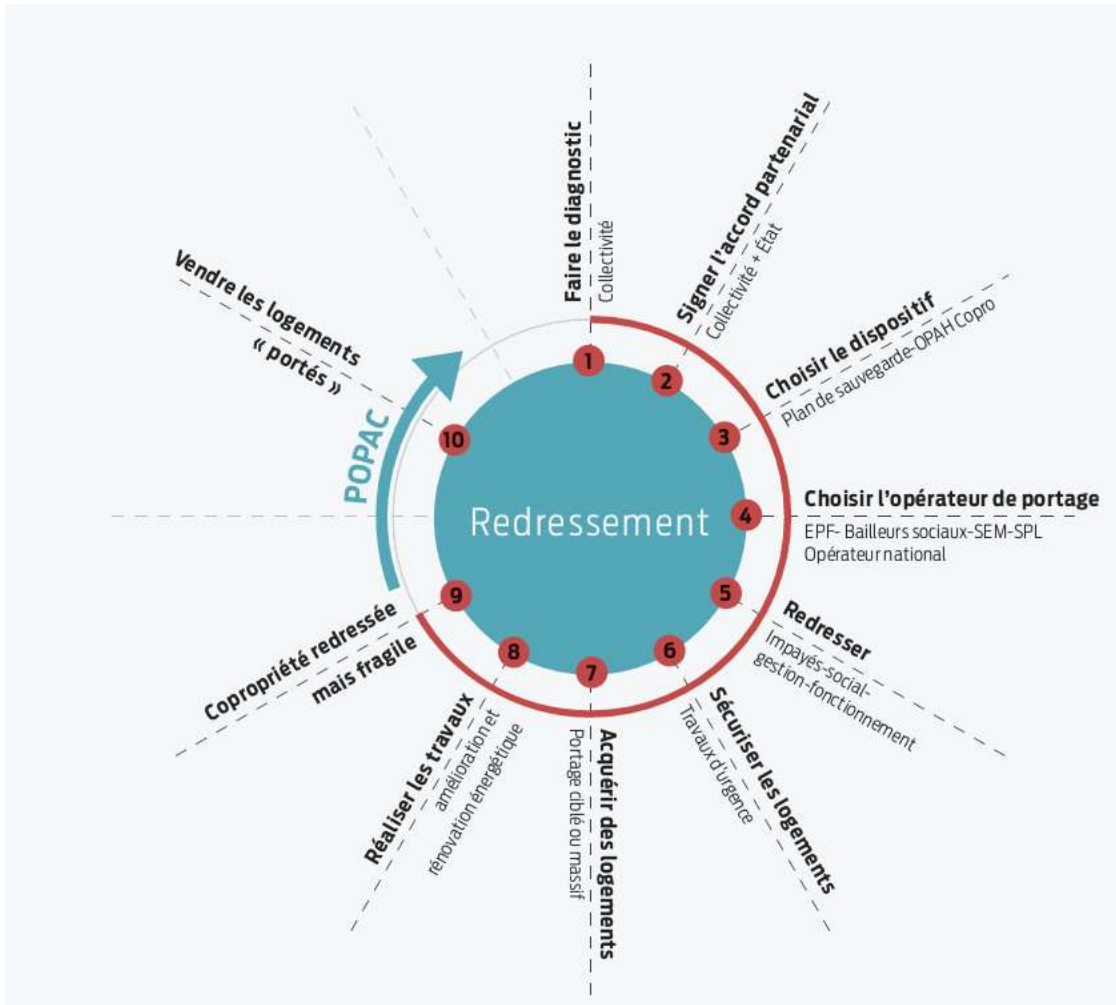 Redressement
1
Faire le diagnostic
Collectivité
2
Signer l'accord partenarial
Collectivité + État
3
Choisir le dispositif
Plan de sauvegarde-OPAH Copro
4
Choisir l'opérateur de portage
EPF- Bailleurs sociaux-SEM-SPL
Opérateur national
5
Redresser
Impayés-social-
gestion-fonctionnement
6
Sécuriser les logements
Travaux d'urgence
7
Acquérir des logements
Portage ciblé ou massif
8
Réaliser les travaux
amélioration et
rénovation énergétique
9
Copropriété redressée
mais fragile
POPAC
10
Vendre les logements
« portés »